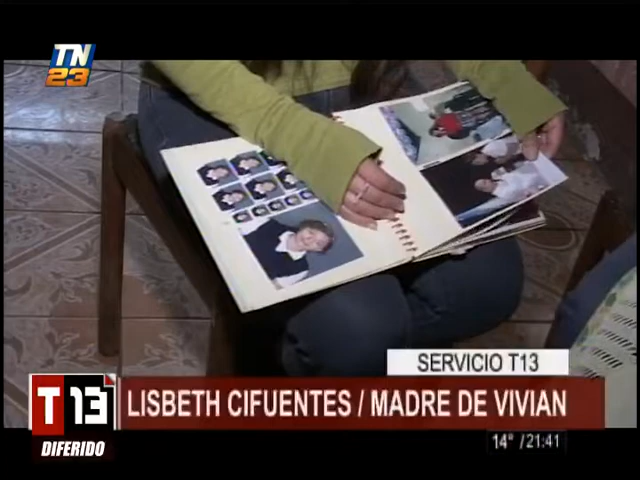 TN
23
SERVICIO T13
T13
LISBETH CIFUENTES / MADRE DE VIVIAN
DIFERIDO
14° / 21:41